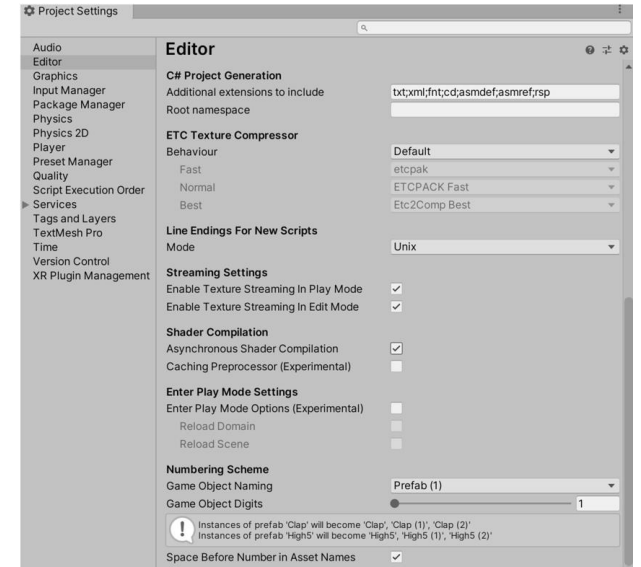 Project Settings
Audio
Editor
Graphics
Input Manager
Package Manager
Physics
Physics 2D
Player
Preset Manager
Quality
Script Execution Order
Services
Tags and Layers
TextMesh Pro
Time
Version Control
XR Plugin Management
Editor
C# Project Generation
Additional extensions to include txt;xml;fnt;cd;asmdef;asmref;rsp
Root namespace
ETC Texture Compressor
Behaviour Default
Fast etcpak
Normal ETCPACK Fast
Best Etc2Comp Best
Line Endings For New Scripts
Mode Unix
Streaming Settings
Enable Texture Streaming In Play Mode
Enable Texture Streaming In Edit Mode
Shader Compilation
Asynchronous Shader Compilation
Caching Preprocessor (Experimental)
Enter Play Mode Settings
Enter Play Mode Options (Experimental)
Reload Domain
Reload Scene
Numbering Scheme
Game Object Naming Prefab (1)
Game Object Digits 1
Instances of prefab 'Clap' will become 'Clap', 'Clap (1)', 'Clap (2)'
Instances of prefab 'High5' will become 'High5', 'High5 (1)', 'High5 (2)'
Space Before Number in Asset Names